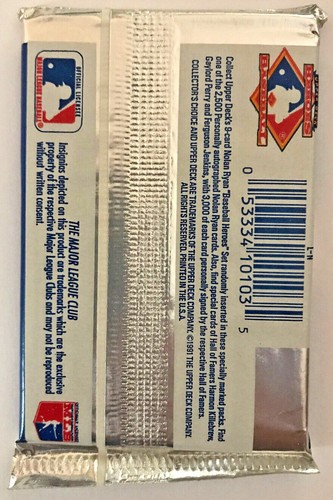 BASEBALL
HEROES
BASEBALL
L-N
0 53334 10103 5
Collect Upper Deck's 9-card Nolan Ryan "Baseball Heroes" Set randomly inserted in these specially marked packs. Find
one of the 2,500 Personally autographed Nolan Ryan cards. Also, find special cards of Hall of Famers Harmon Killebrew,
Gaylord Perry and Ferguson Jenkins, with 3,000 of each card personally signed by the respective Hall of Famers.
COLLECTOR'S CHOICE AND UPPER DECK ARE TRADEMARKS OF THE UPPER DECK COMPANY. © 1991 THE UPPER DECK COMPANY.
ALL RIGHTS RESERVED. PRINTED IN THE U.S.A.
OFFICIAL LICENSEE
MAJOR LEAGUE BASEBALL
THE MAJOR LEAGUE CLUB
Insignias depicted on this product are trademarks which are the exclusive
property of the respective Major League Clubs and may not be reproduced
without written consent.